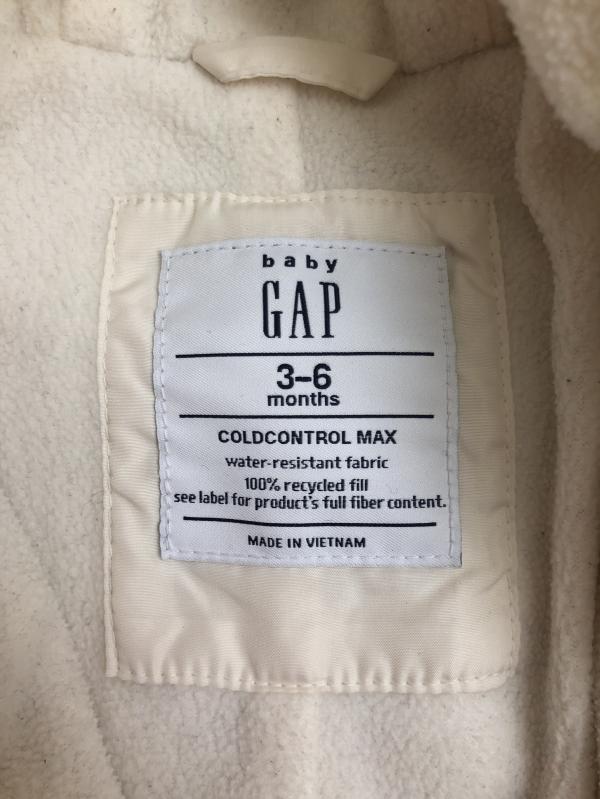 baby
GAP
3–6
months
COLDCONTROL MAX
water-resistant fabric
100% recycled fill
see label for product's full fiber content.
MADE IN VIETNAM